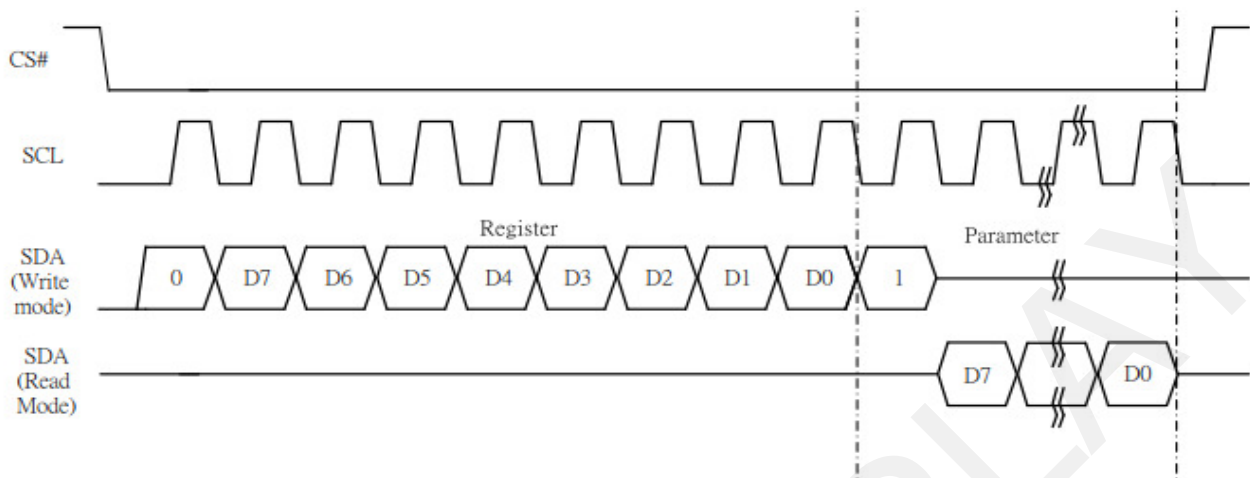 CS#
SCL
Register
Parameter
SDA
(Write
mode)
0 D7 D6 D5 D4 D3 D2 D1 D0 1
SDA
(Read
Mode)
D7 D0
PLAY